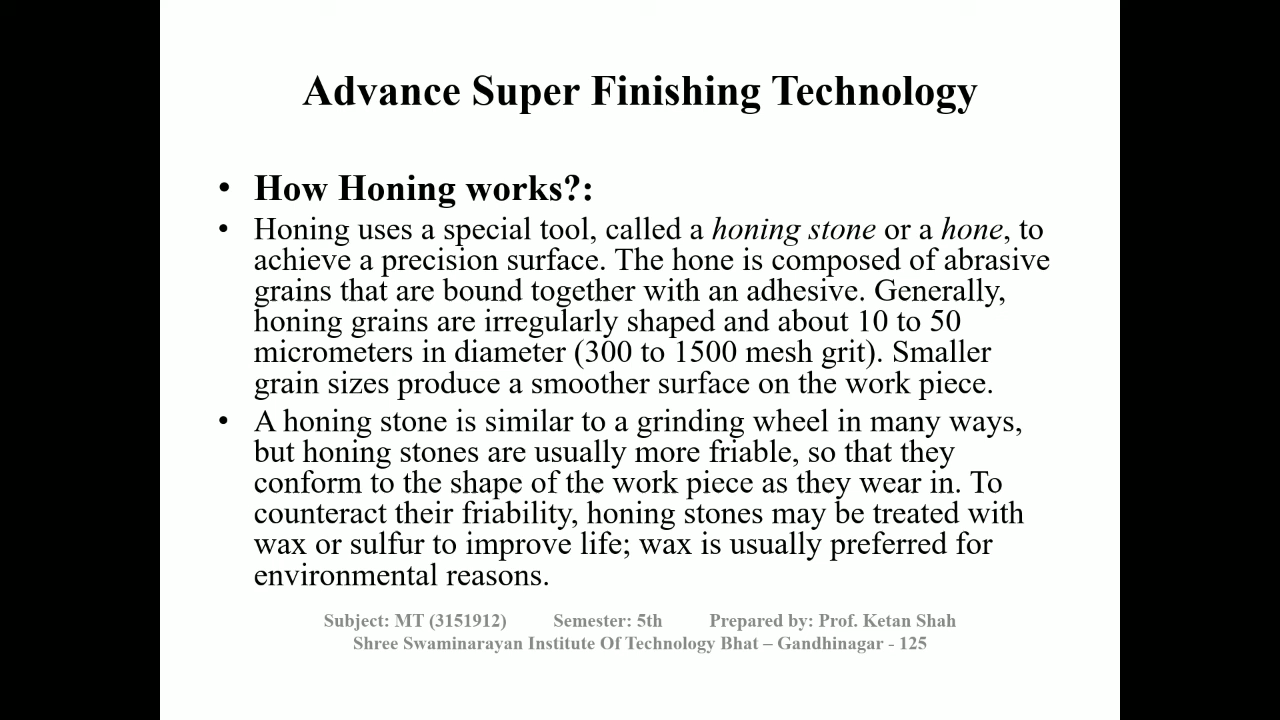 Advance Super Finishing Technology
• How Honing works?:
• Honing uses a special tool, called a honing stone or a hone, to
achieve a precision surface. The hone is composed of abrasive
grains that are bound together with an adhesive. Generally,
honing grains are irregularly shaped and about 10 to 50
micrometers in diameter (300 to 1500 mesh grit). Smaller
grain sizes produce a smoother surface on the work piece.
• A honing stone is similar to a grinding wheel in many ways,
but honing stones are usually more friable, so that they
conform to the shape of the work piece as they wear in. To
counteract their friability, honing stones may be treated with
wax or sulfur to improve life; wax is usually preferred for
environmental reasons.
Subject: MT (3151912) Semester: 5th Prepared by: Prof. Ketan Shah
Shree Swaminarayan Institute Of Technology Bhat – Gandhinagar - 125